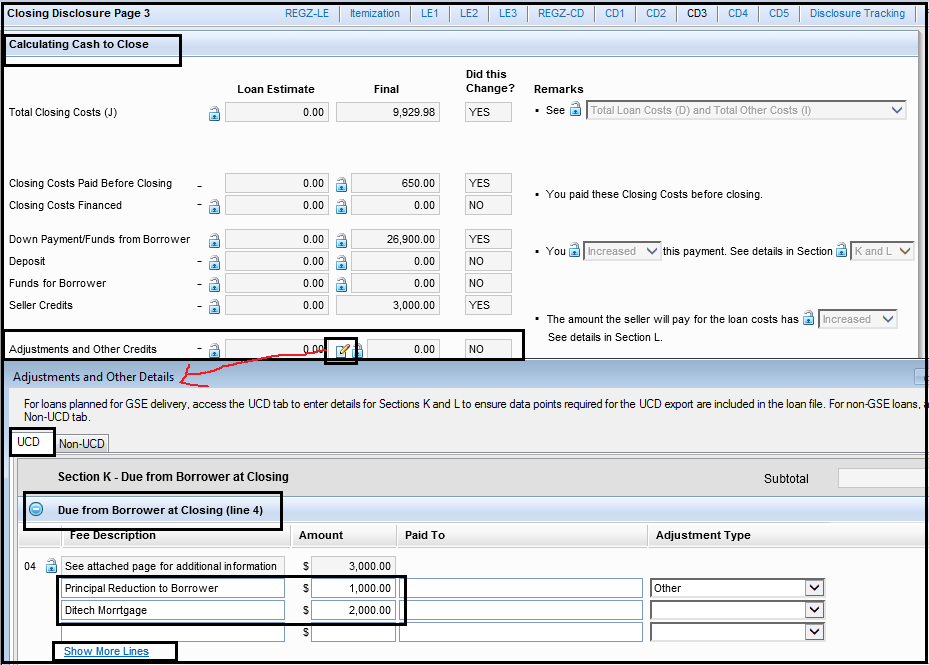 Closing Disclosure Page 3 REGZ-LE Itemization LE1 LE2 LE3 REGZ-CD CD1 CD2 CD3 CD4 CD5 Disclosure Tracking
Calculating Cash to Close
Loan Estimate Final Did this Change? Remarks
Total Closing Costs (J) 0.00 9,929.98 YES • See Total Loan Costs (D) and Total Other Costs (I)
Closing Costs Paid Before Closing - 0.00 650.00 YES • You paid these Closing Costs before closing.
Closing Costs Financed - 0.00 0.00 NO
Down Payment/Funds from Borrower 0.00 26,900.00 YES • You Increased this payment. See details in Section K and L
Deposit - 0.00 0.00 NO
Funds for Borrower - 0.00 0.00 NO
Seller Credits - 0.00 3,000.00 YES • The amount the seller will pay for the loan costs has Increased
See details in Section L.
Adjustments and Other Credits - 0.00 0.00 NO
Adjustments and Other Details
For loans planned for GSE delivery, access the UCD tab to enter details for Sections K and L to ensure data points required for the UCD export are included in the loan file. For non-GSE loans,
Non-UCD tab.
UCD Non-UCD
Section K - Due from Borrower at Closing Subtotal
Due from Borrower at Closing (line 4)
Fee Description Amount Paid To Adjustment Type
04 See attached page for additional information $ 3,000.00
Principal Reduction to Borrower $ 1,000.00 Other
Ditech Morrtgage $ 2,000.00
$
Show More Lines